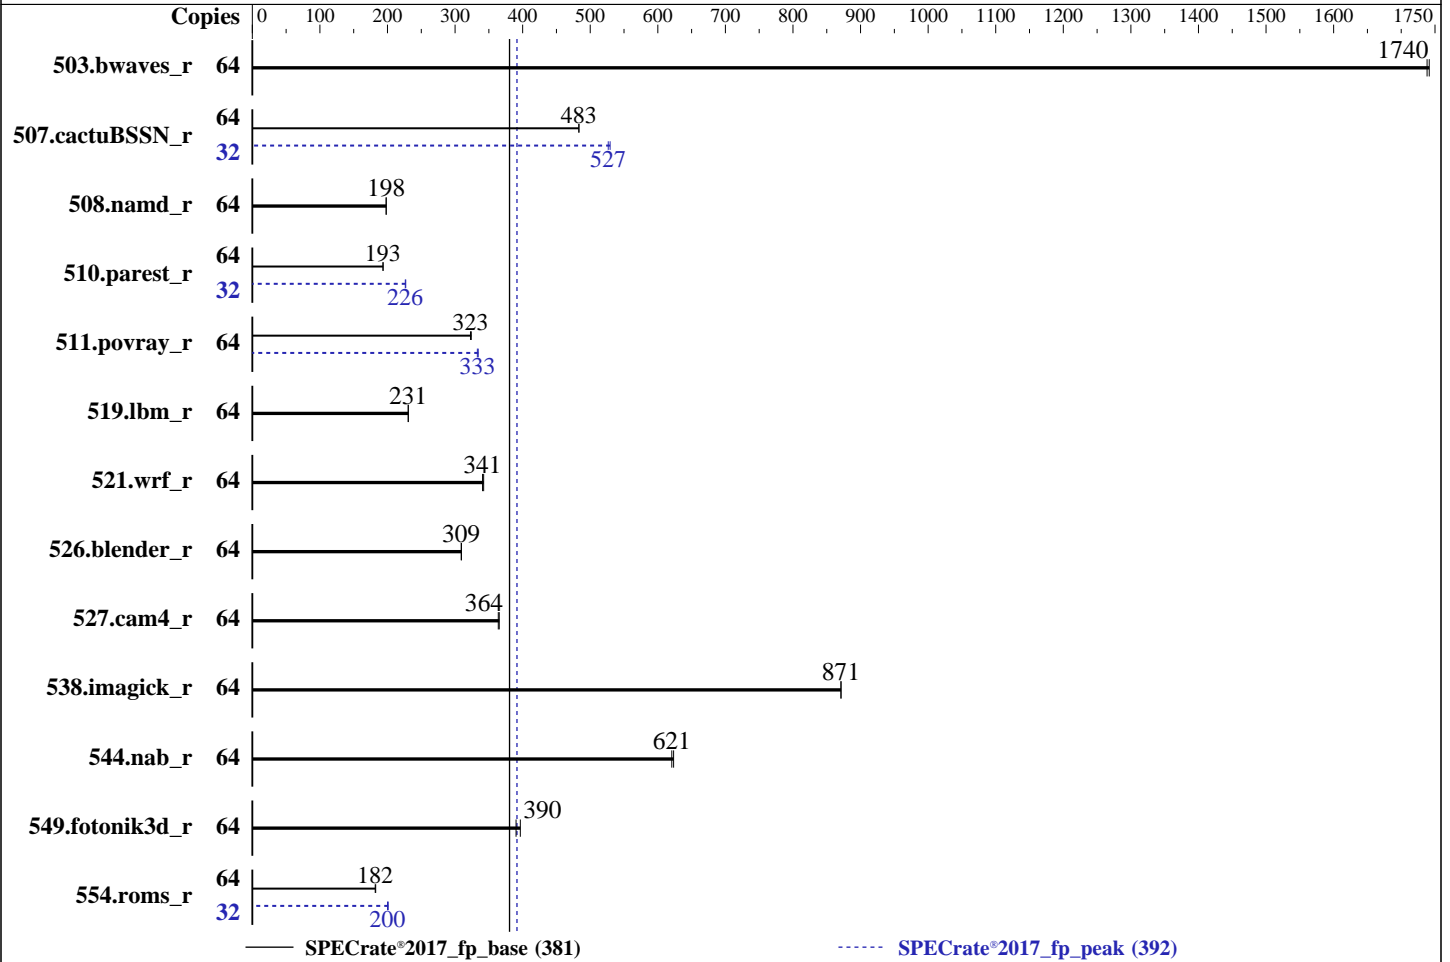 Copies 0 100 200 300 400 500 600 700 800 900 1000 1100 1200 1300 1400 1500 1600 1750
503.bwaves_r 64 1740
507.cactuBSSN_r 64 483
32 527
508.namd_r 64 198
510.parest_r 64 193
32 226
511.povray_r 64 323
333
519.lbm_r 64 231
521.wrf_r 64 341
526.blender_r 64 309
527.cam4_r 64 364
538.imagick_r 64 871
544.nab_r 64 621
549.fotonik3d_r 64 390
554.roms_r 64 182
32 200
SPECrate®2017_fp_base (381) SPECrate®2017_fp_peak (392)